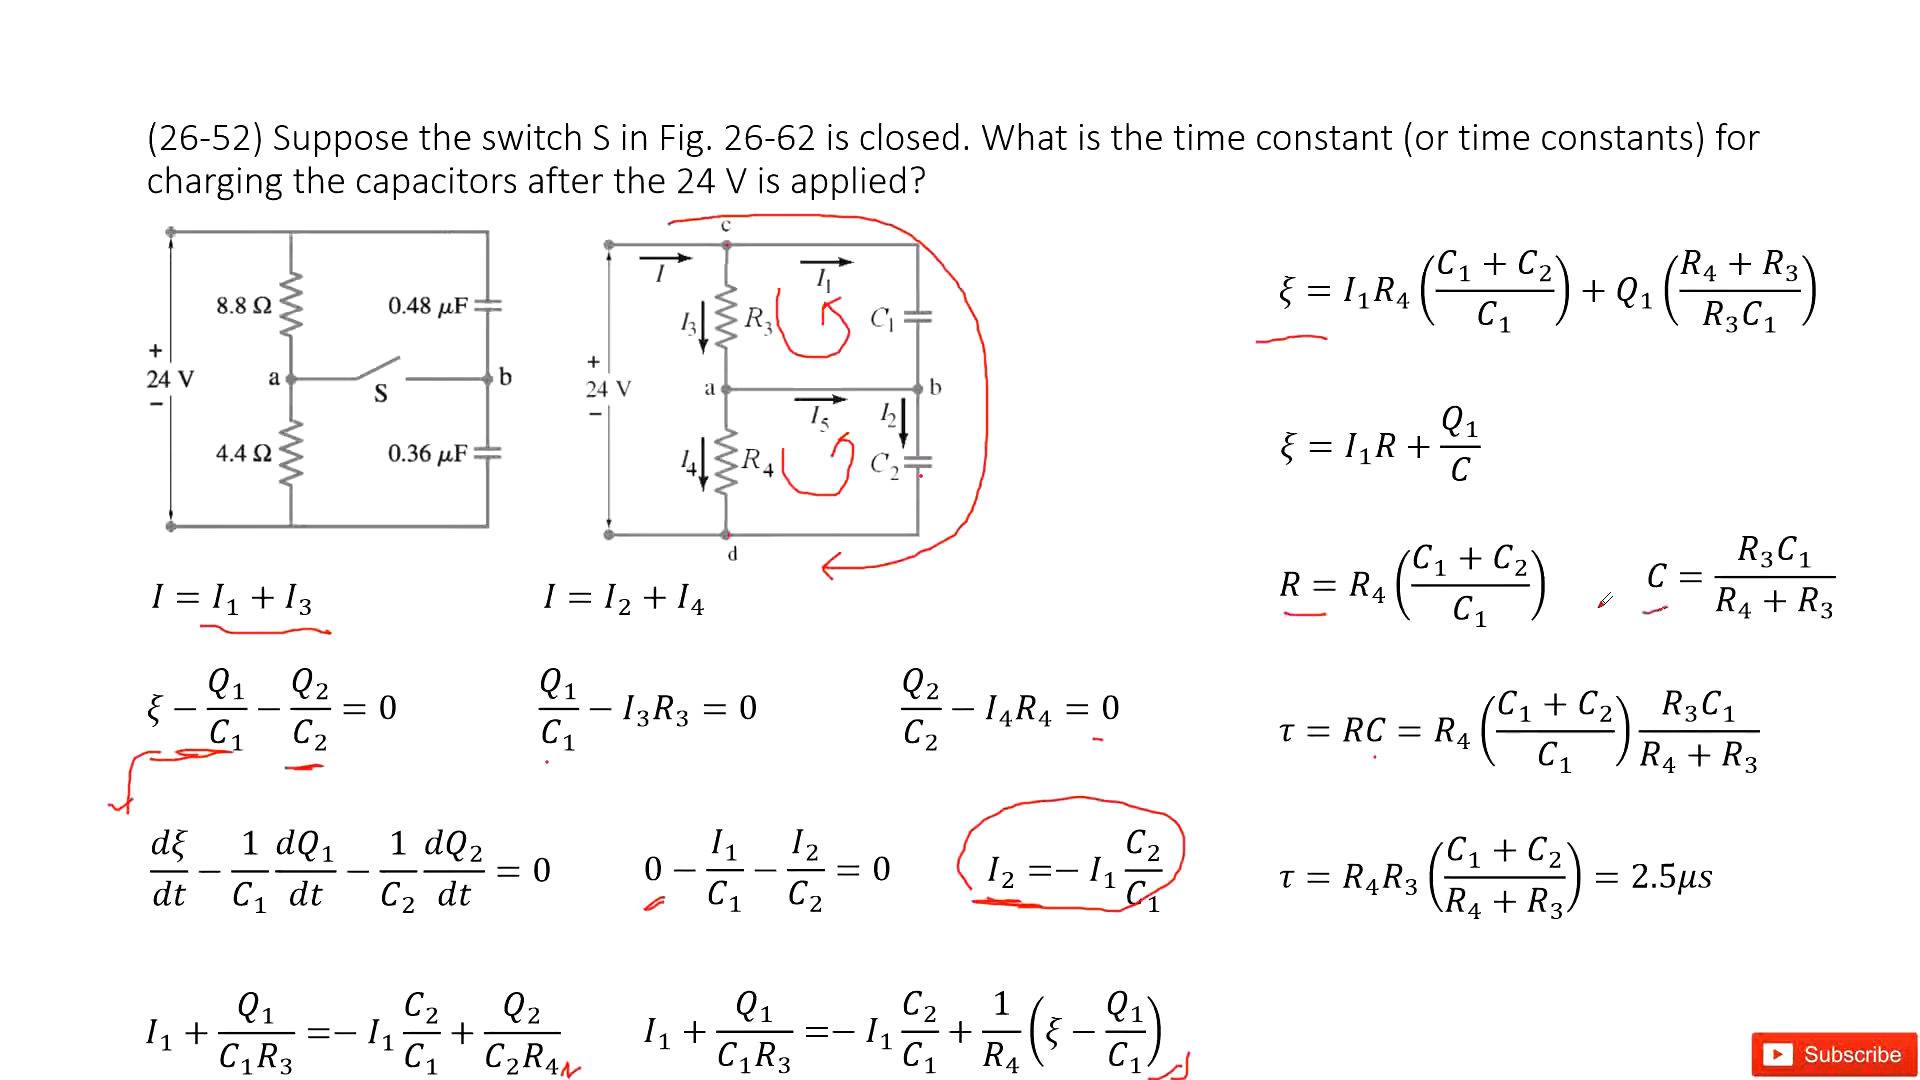 (26-52) Suppose the switch S in Fig. 26-62 is closed. What is the time constant (or time constants) for
charging the capacitors after the 24 V is applied?
8.8 Ω
0.48 μF
+
24 V
−
a
S
b
4.4 Ω
0.36 μF
c
I
I₁
I₃
R₃
C₁
+
24 V
−
a
b
I₅
I₂
I₄
R₄
C₂
d
I = I₁ + I₃
I = I₂ + I₄
ξ − Q₁/C₁ − Q₂/C₂ = 0
Q₁/C₁ − I₃R₃ = 0
Q₂/C₂ − I₄R₄ = 0
dξ/dt − 1/C₁ dQ₁/dt − 1/C₂ dQ₂/dt = 0
0 − I₁/C₁ − I₂/C₂ = 0
I₂ =− I₁ C₂/C₁
I₁ + Q₁/C₁R₃ =− I₁ C₂/C₁ + Q₂/C₂R₄
I₁ + Q₁/C₁R₃ =− I₁ C₂/C₁ + 1/R₄ (ξ − Q₁/C₁)
ξ = I₁R₄ ((C₁ + C₂)/C₁) + Q₁ ((R₄ + R₃)/R₃C₁)
ξ = I₁R + Q₁/C
R = R₄ ((C₁ + C₂)/C₁)
C = R₃C₁/(R₄ + R₃)
τ = RC = R₄ ((C₁ + C₂)/C₁) R₃C₁/(R₄ + R₃)
τ = R₄R₃ ((C₁ + C₂)/(R₄ + R₃)) = 2.5μs
Subscribe